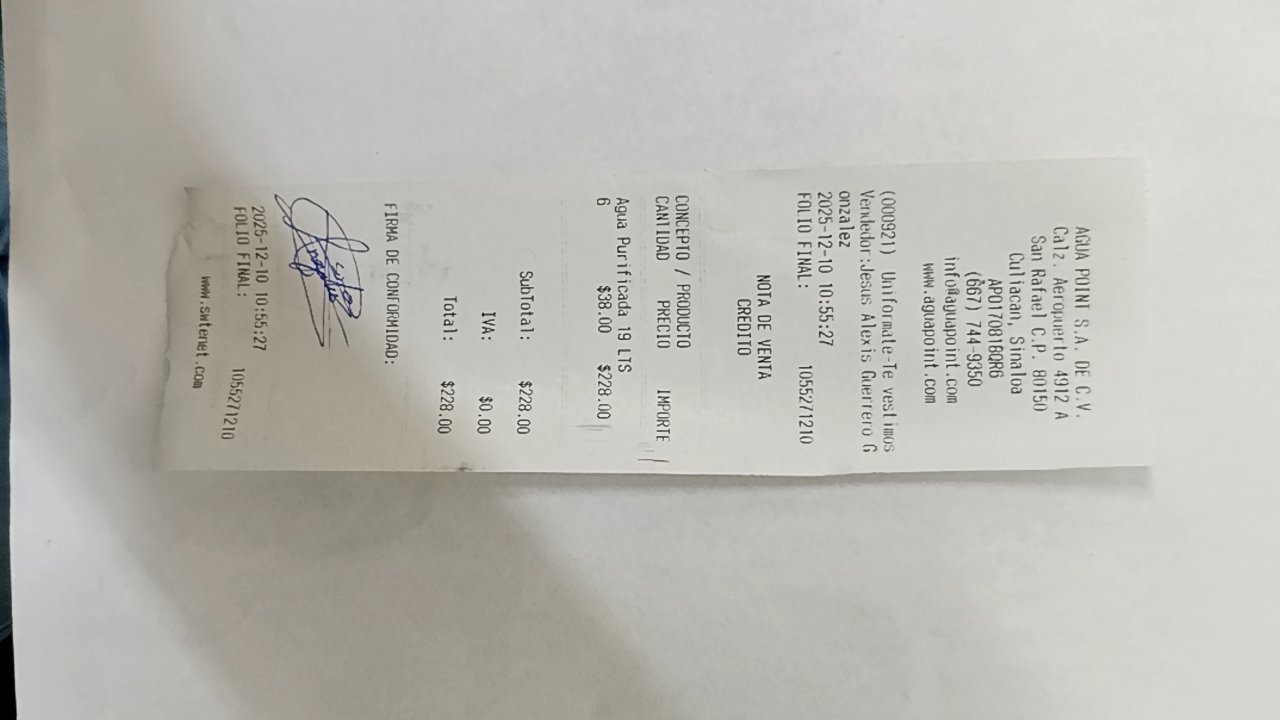 AGUA POINT S.A. DE C.V.
Calz. Aeropuerto 4912 A
San Rafael C.P. 80150
Culiacan, Sinaloa
APO170818QR6
(667) 744-9350
info@aguapoint.com
www.aguapoint.com
(000921) Uniformate-Te vestimos
Vendedor:Jesus Alexis Guerrero G
onzalez
2025-12-10 10:55:27
FOLIO FINAL: 1055271210
NOTA DE VENTA
CREDITO
CONCEPTO / PRODUCTO
CANTIDAD PRECIO IMPORTE /
Agua Purificada 19 LTS
6 $38.00 $228.00
SubTotal: $228.00
IVA: $0.00
Total: $228.00
FIRMA DE CONFORMIDAD:
2025-12-10 10:55:27
FOLIO FINAL: 1055271210
www.swtenet.com